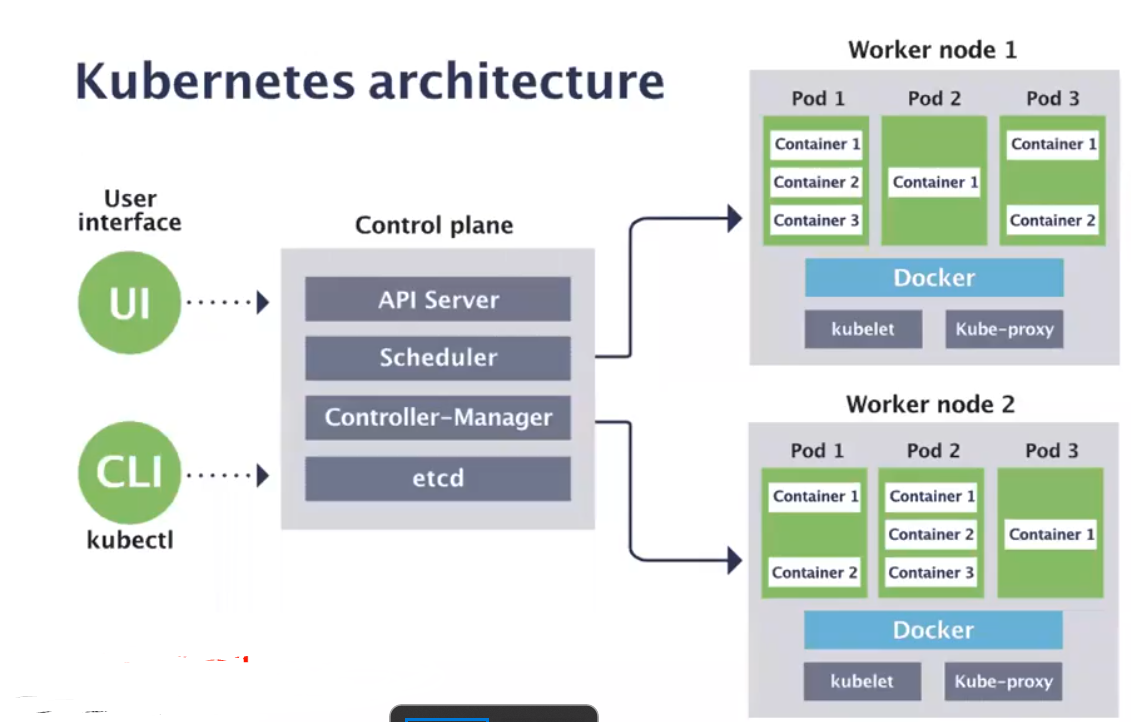 Kubernetes architecture
User
interface
UI
CLI
kubectl
Control plane
API Server
Scheduler
Controller-Manager
etcd
Worker node 1
Pod 1
Container 1
Container 2
Container 3
Pod 2
Container 1
Pod 3
Container 1
Container 2
Docker
kubelet
Kube-proxy
Worker node 2
Pod 1
Container 1
Container 2
Pod 2
Container 1
Container 2
Container 3
Pod 3
Container 1
Docker
kubelet
Kube-proxy